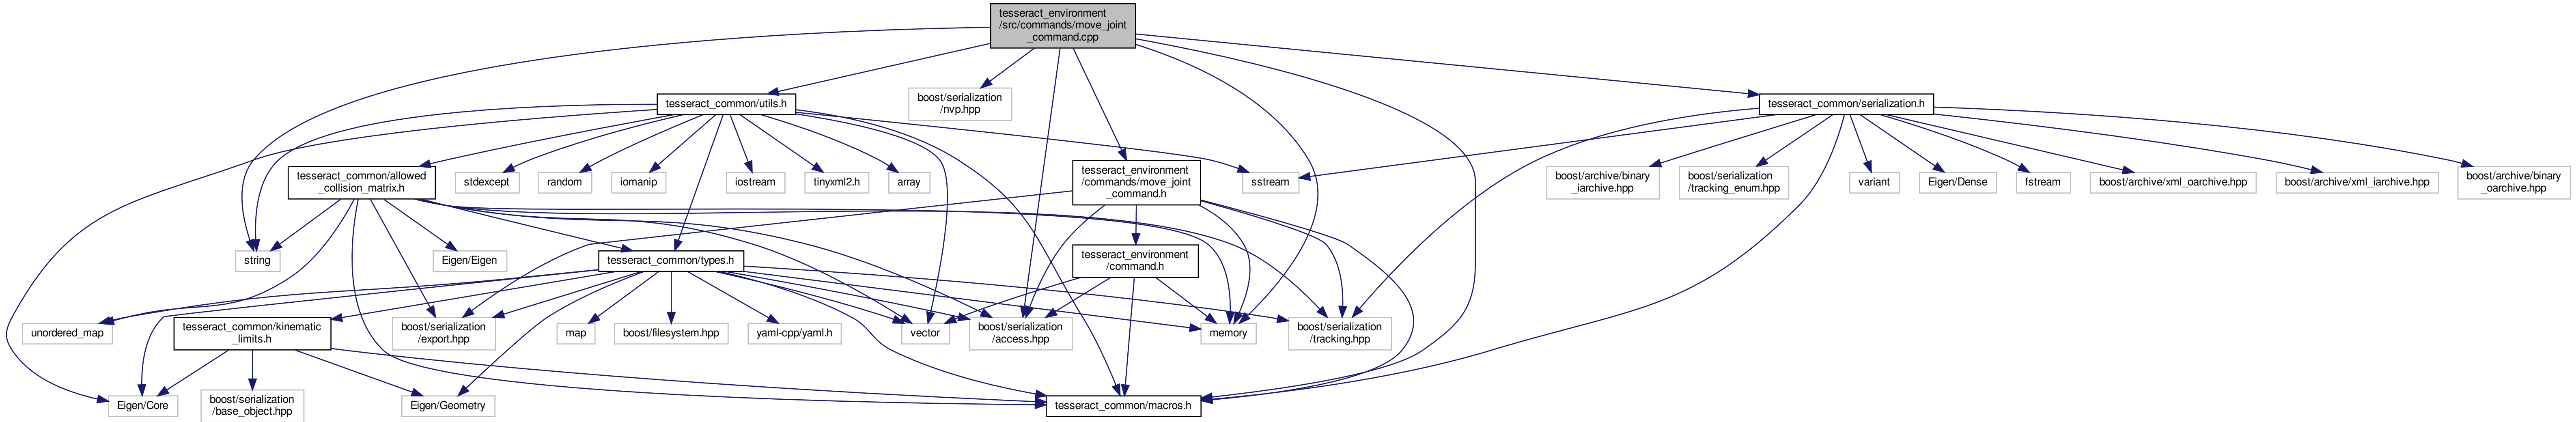 tesseract_environment
/src/commands/move_joint
_command.cpp
tesseract_common/utils.h
boost/serialization
/nvp.hpp
tesseract_common/serialization.h
tesseract_common/allowed
_collision_matrix.h
stdexcept
random
iomanip
iostream
tinyxml2.h
array
tesseract_environment
/commands/move_joint
_command.h
sstream
boost/archive/binary
_iarchive.hpp
boost/serialization
/tracking_enum.hpp
variant
Eigen/Dense
fstream
boost/archive/xml_oarchive.hpp
boost/archive/xml_iarchive.hpp
boost/archive/binary
_oarchive.hpp
string
Eigen/Eigen
tesseract_common/types.h
tesseract_environment
/command.h
unordered_map
tesseract_common/kinematic
_limits.h
boost/serialization
/export.hpp
map
boost/filesystem.hpp
yaml-cpp/yaml.h
vector
boost/serialization
/access.hpp
memory
boost/serialization
/tracking.hpp
Eigen/Core
boost/serialization
/base_object.hpp
Eigen/Geometry
tesseract_common/macros.h